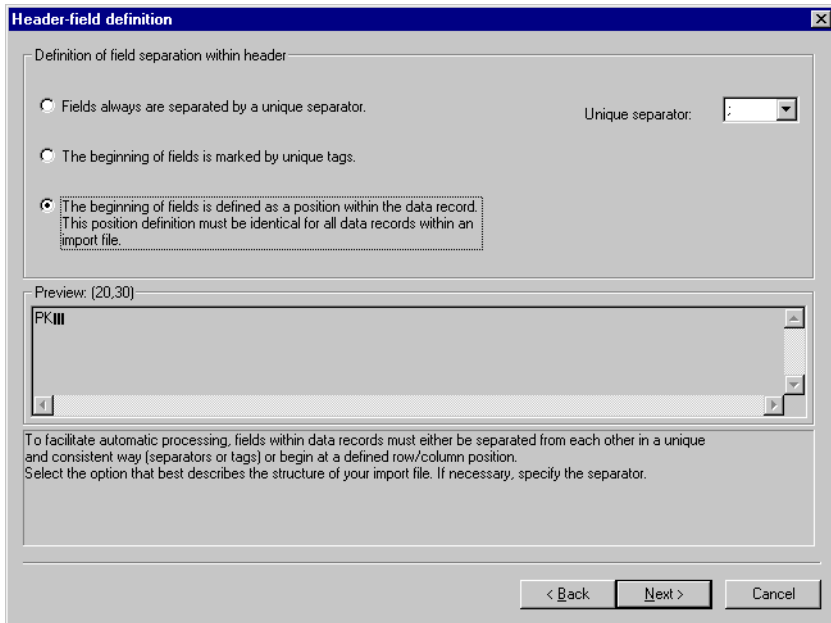 Header-field definition
Definition of field separation within header
Fields always are separated by a unique separator.
Unique separator:
;
The beginning of fields is marked by unique tags.
The beginning of fields is defined as a position within the data record.
This position definition must be identical for all data records within an
import file.
Preview: (20,30)
PK
To facilitate automatic processing, fields within data records must either be separated from each other in a unique
and consistent way (separators or tags) or begin at a defined row/column position.
Select the option that best describes the structure of your import file. If necessary, specify the separator.
< Back
Next >
Cancel